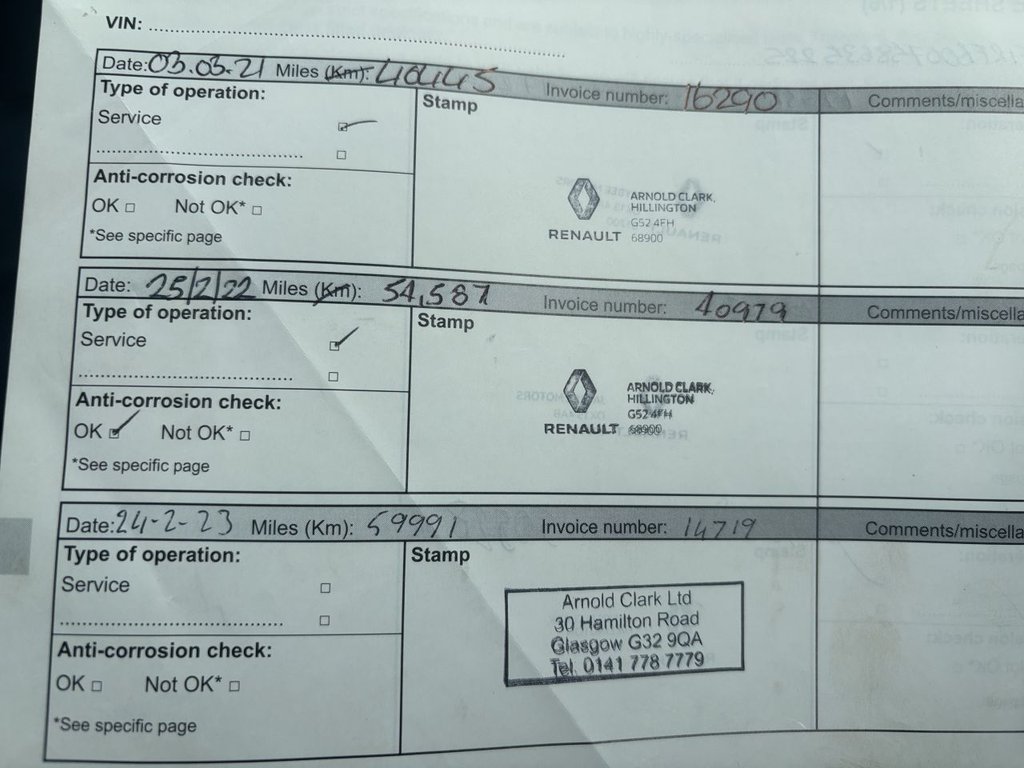 VIN:
Date: 03.03.21 Miles (Km): Invoice number: 16290 Comments/miscella
Type of operation: Stamp
Service
Anti-corrosion check:
OK Not OK*
*See specific page
ARNOLD CLARK,
HILLINGTON
G52 4FH
RENAULT 68900
Date: 25/2/22 Miles (Km): 54,587 Invoice number: 40979 Comments/miscella
Type of operation: Stamp
Service
Anti-corrosion check:
OK Not OK*
*See specific page
ARNOLD CLARK,
HILLINGTON
G52 4FH
RENAULT 68900
Date: 24-2-23 Miles (Km): 59991 Invoice number: 14719 Comments/miscella
Type of operation: Stamp
Service
Anti-corrosion check:
OK Not OK*
*See specific page
Arnold Clark Ltd
30 Hamilton Road
Glasgow G32 9QA
Tel. 0141 778 7779